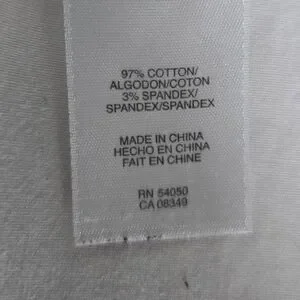 97% COTTON/
ALGODON/COTON
3% SPANDEX/
SPANDEX/SPANDEX
MADE IN CHINA
HECHO EN CHINA
FAIT EN CHINE
RN 54050
CA 08349